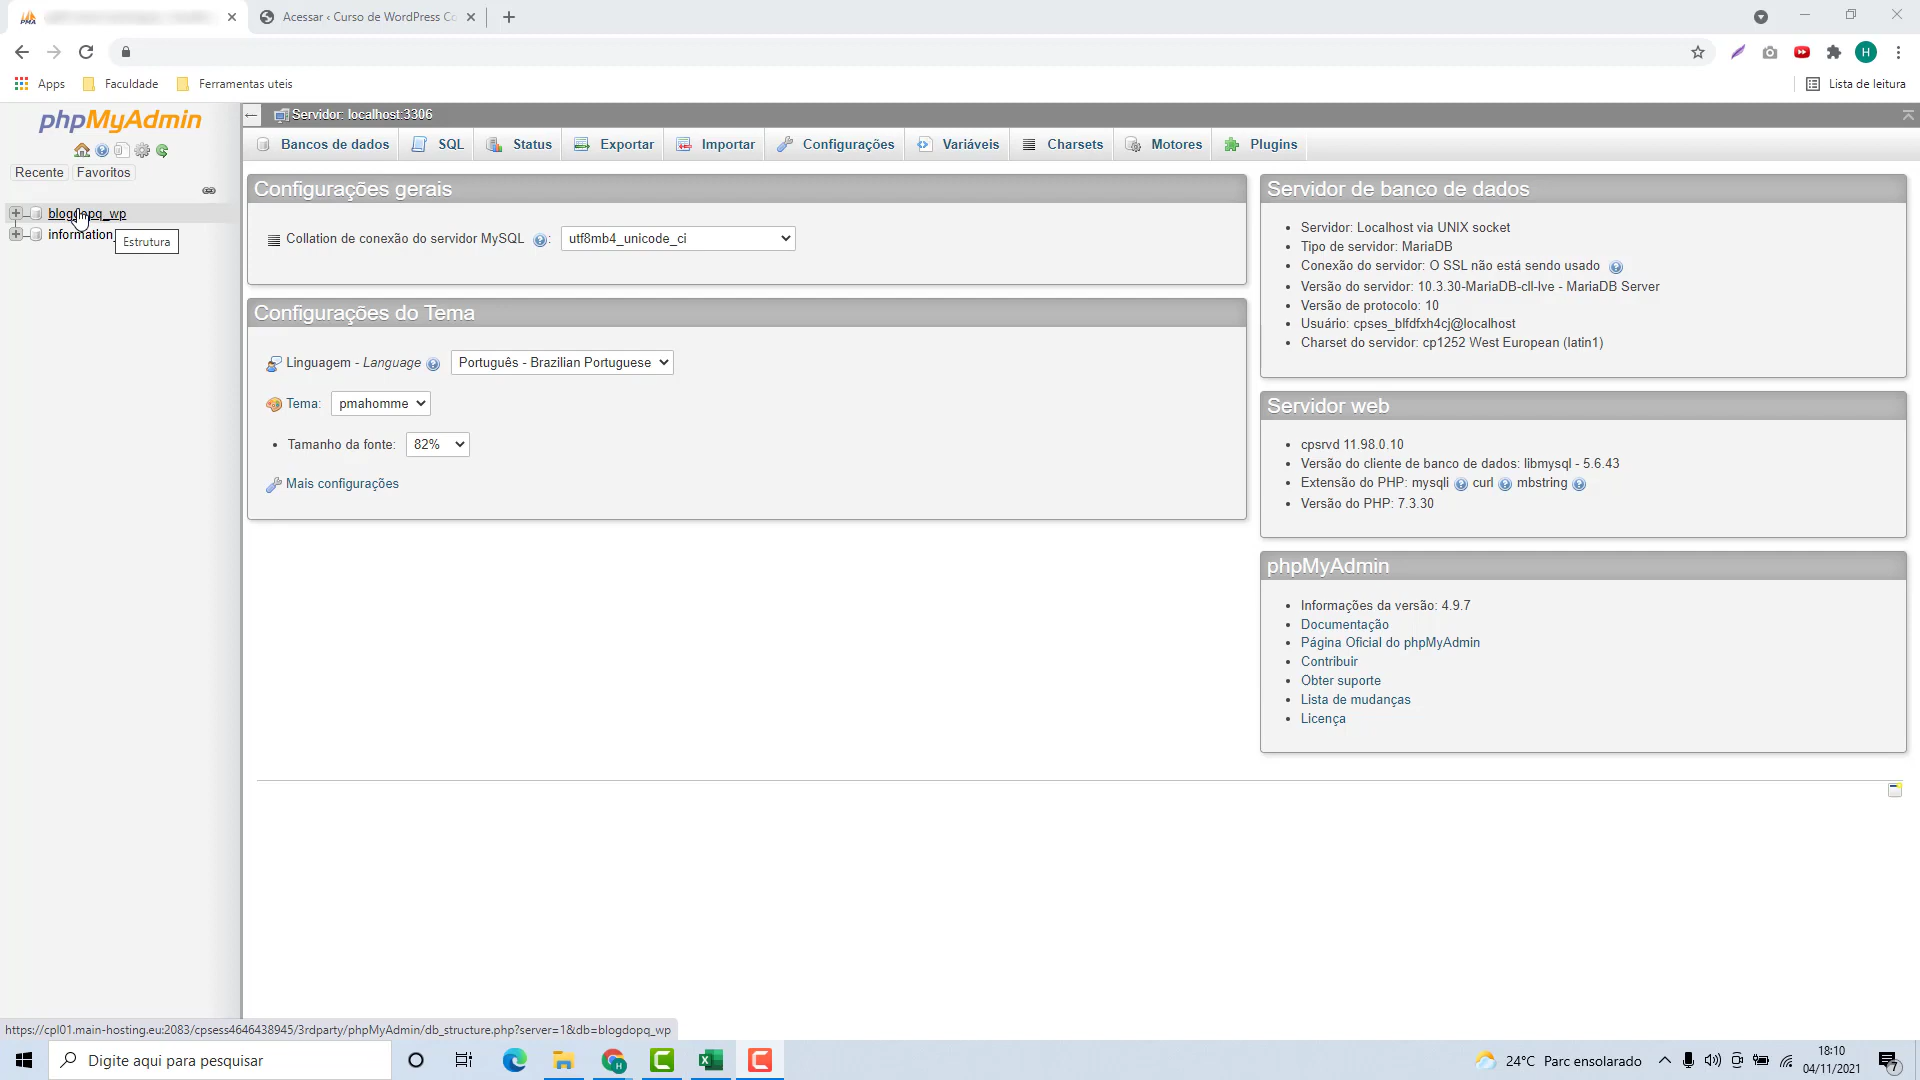 Acessar ‹ Curso de WordPress Co
Apps Faculdade Ferramentas uteis Lista de leitura
phpMyAdmin
Recente Favoritos
blogdopq_wp
information_
Estrutura
Servidor: localhost:3306
Bancos de dados SQL Status Exportar Importar Configurações Variáveis Charsets Motores Plugins
Configurações gerais
Collation de conexão do servidor MySQL : utf8mb4_unicode_ci
Configurações do Tema
Linguagem - Language Português - Brazilian Portuguese
Tema: pmahomme
Tamanho da fonte: 82%
Mais configurações
Servidor de banco de dados
Servidor: Localhost via UNIX socket
Tipo de servidor: MariaDB
Conexão do servidor: O SSL não está sendo usado
Versão do servidor: 10.3.30-MariaDB-cll-lve - MariaDB Server
Versão de protocolo: 10
Usuário: cpses_blfdfxh4cj@localhost
Charset do servidor: cp1252 West European (latin1)
Servidor web
cpsrvd 11.98.0.10
Versão do cliente de banco de dados: libmysql - 5.6.43
Extensão do PHP: mysqli curl mbstring
Versão do PHP: 7.3.30
phpMyAdmin
Informações da versão: 4.9.7
Documentação
Página Oficial do phpMyAdmin
Contribuir
Obter suporte
Lista de mudanças
Licença
https://cpl01.main-hosting.eu:2083/cpsess4646438945/3rdparty/phpMyAdmin/db_structure.php?server=1&db=blogdopq_wp
Digite aqui para pesquisar
24°C Parc ensolarado
18:10
04/11/2021
7
H